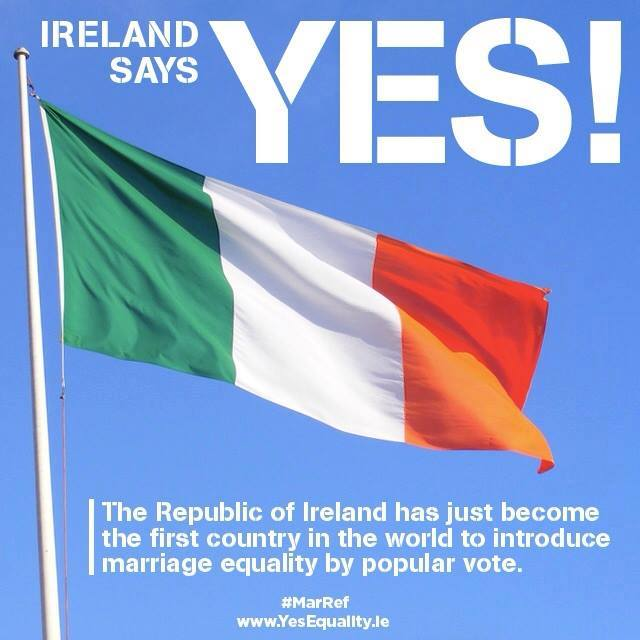 IRELAND
SAYS
YES!
The Republic of Ireland has just become
the first country in the world to introduce
marriage equality by popular vote.
#MarRef
www.YesEquality.ie